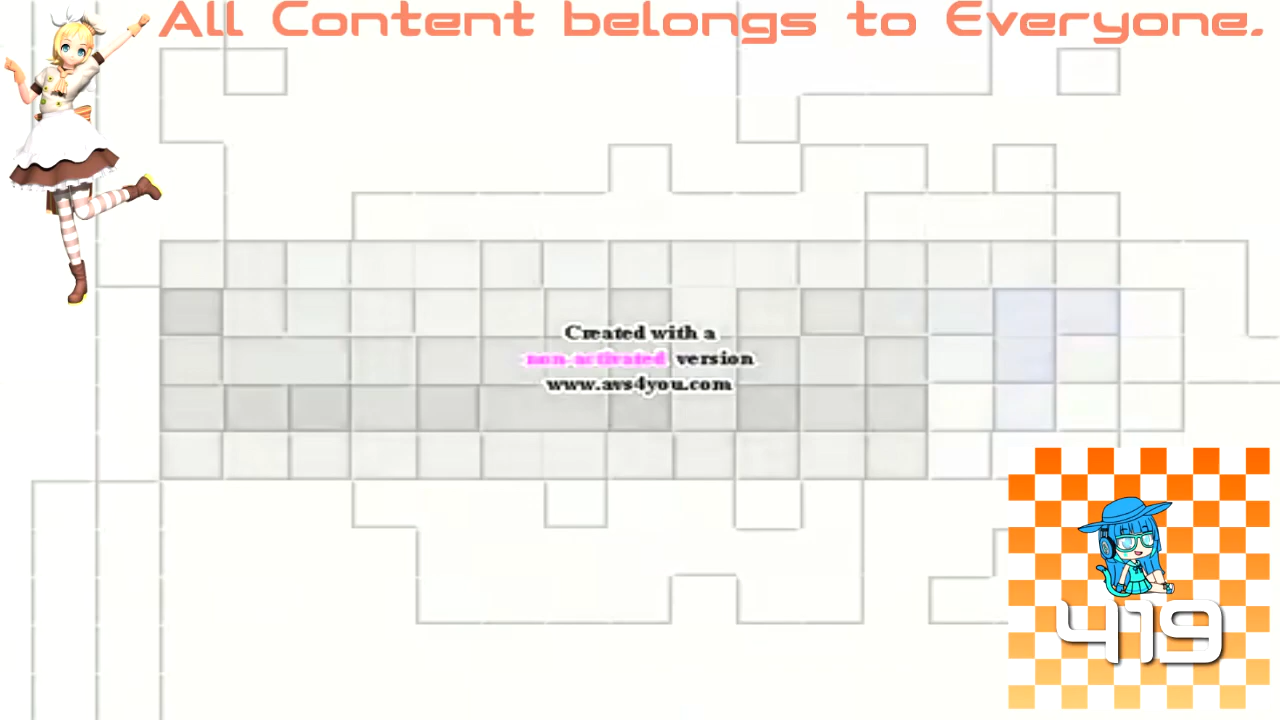 All Content belongs to Everyone.
Created with a
non-activated version
www.avs4you.com
419